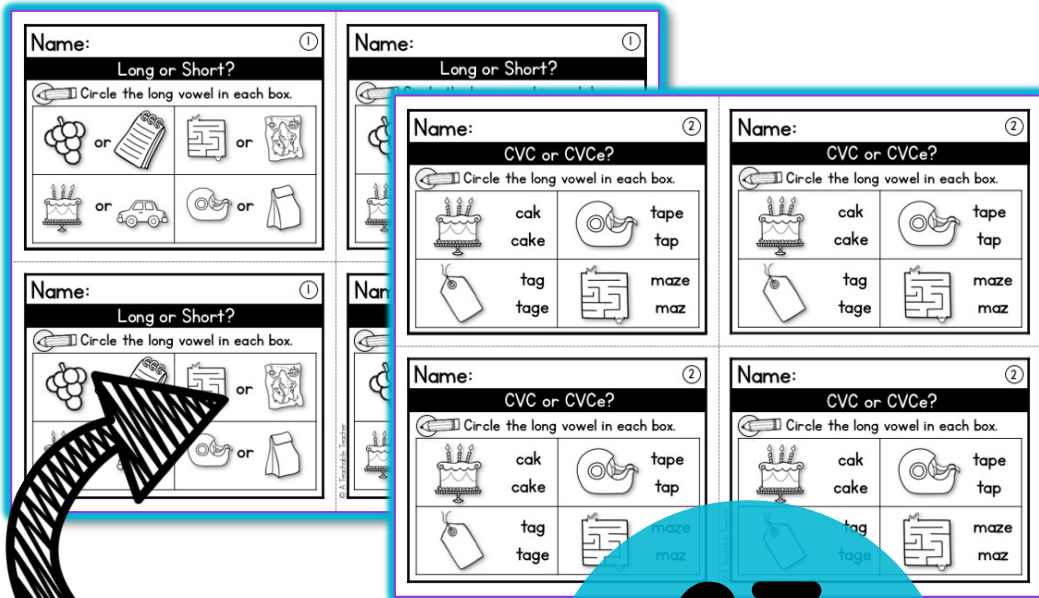 Name: 1
Long or Short?
Circle the long vowel in each box.
or or
or or
Name: 1
Long or Short?
Name: 1
Long or Short?
Circle the long vowel in each box.
or
or
© A Teachable Teacher
Name: 2
CVC or CVCe?
Circle the long vowel in each box.
cak tape
cake tap
tag maze
tage maz
Name: 2
CVC or CVCe?
Circle the long vowel in each box.
cak tape
cake tap
tag maze
tage maz
Name: 2
CVC or CVCe?
Circle the long vowel in each box.
cak tape
cake tap
tag maze
tage maz
Name: 2
CVC or CVCe?
Circle the long vowel in each box.
cak tape
cake tap
tag maze
tage maz